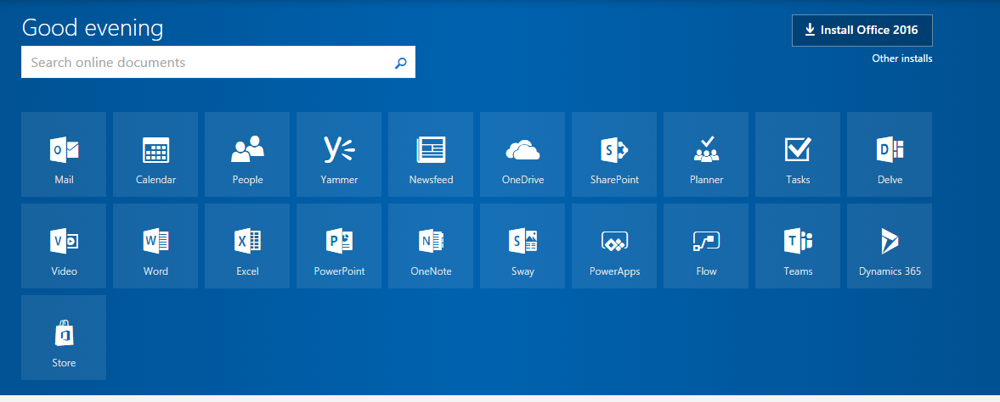 Good evening
Install Office 2016
Search online documents
Other installs
Mail
Calendar
People
Yammer
Newsfeed
OneDrive
SharePoint
Planner
Tasks
Delve
Video
Word
Excel
PowerPoint
OneNote
Sway
PowerApps
Flow
Teams
Dynamics 365
Store